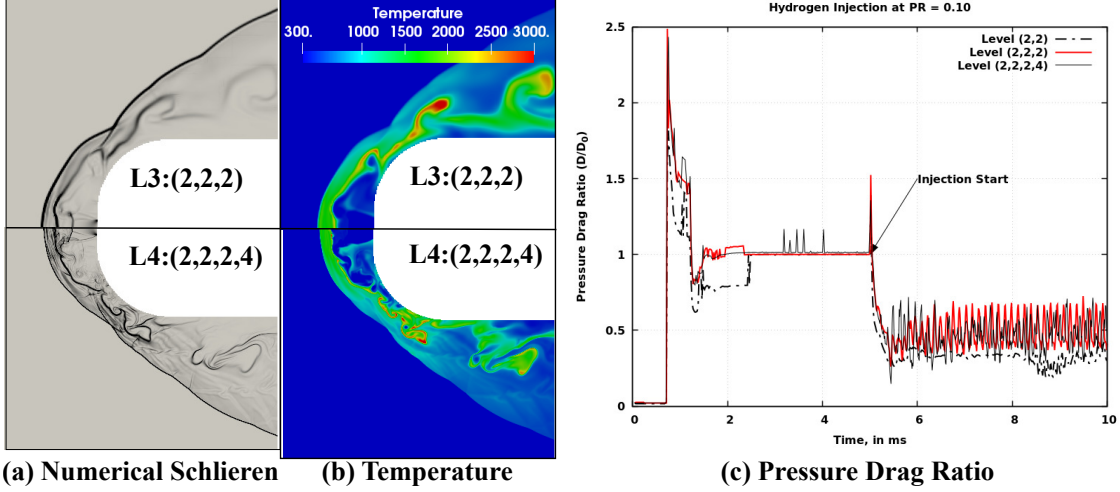 Temperature
300. 1000 1500 2000 2500 3000.
L3:(2,2,2)
L4:(2,2,2,4)
L3:(2,2,2)
L4:(2,2,2,4)
Hydrogen Injection at PR = 0.10
Level (2,2)
Level (2,2,2)
Level (2,2,2,4)
Injection Start
Pressure Drag Ratio (D/D0)
2.5
2
1.5
1
0.5
0
0 2 4 6 8 10
Time, in ms
(a) Numerical Schlieren
(b) Temperature
(c) Pressure Drag Ratio